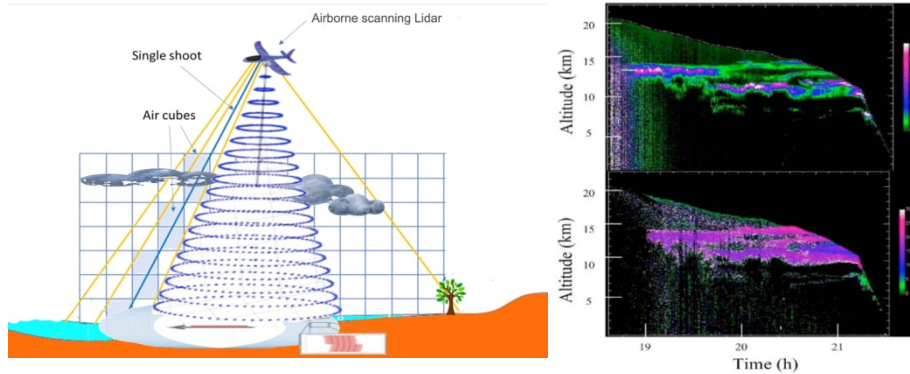 Airborne scanning Lidar
Single shoot
Air cubes
Altitude (km)
20
15
10
5
Altitude (km)
20
15
10
5
19
20
21
Time (h)